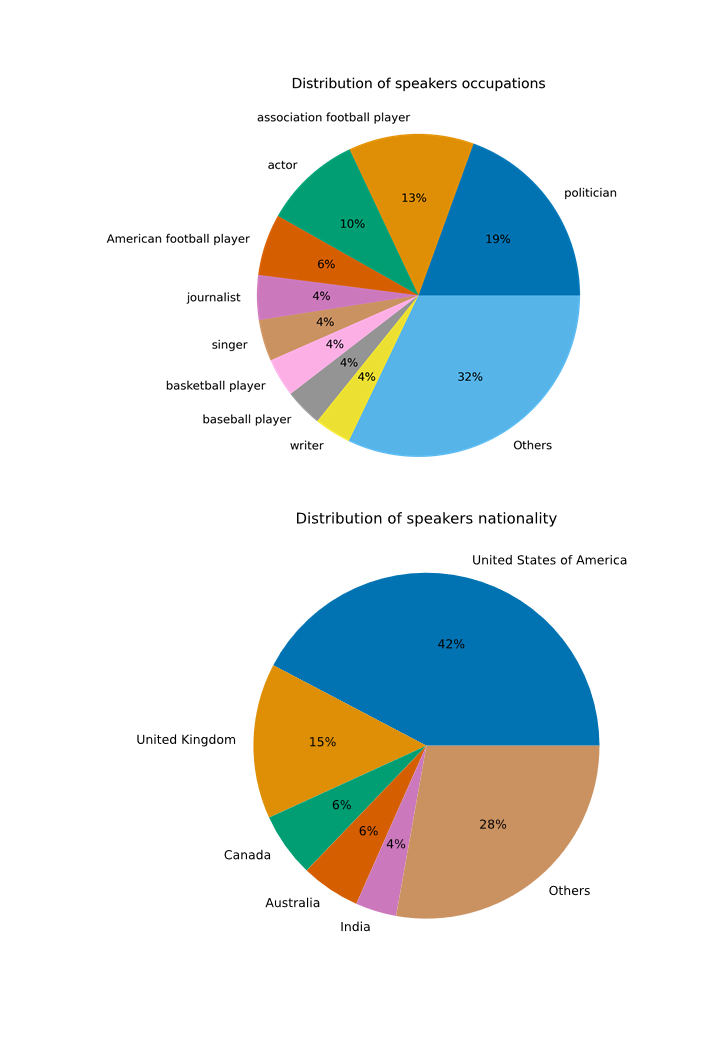 Distribution of speakers occupations
association football player
actor
politician
13%
10%
19%
American football player
6%
journalist
4%
singer
4%
basketball player
4%
baseball player
4%
writer
4%
32%
Others
Distribution of speakers nationality
United States of America
42%
United Kingdom
15%
Canada
6%
Australia
6%
India
4%
28%
Others